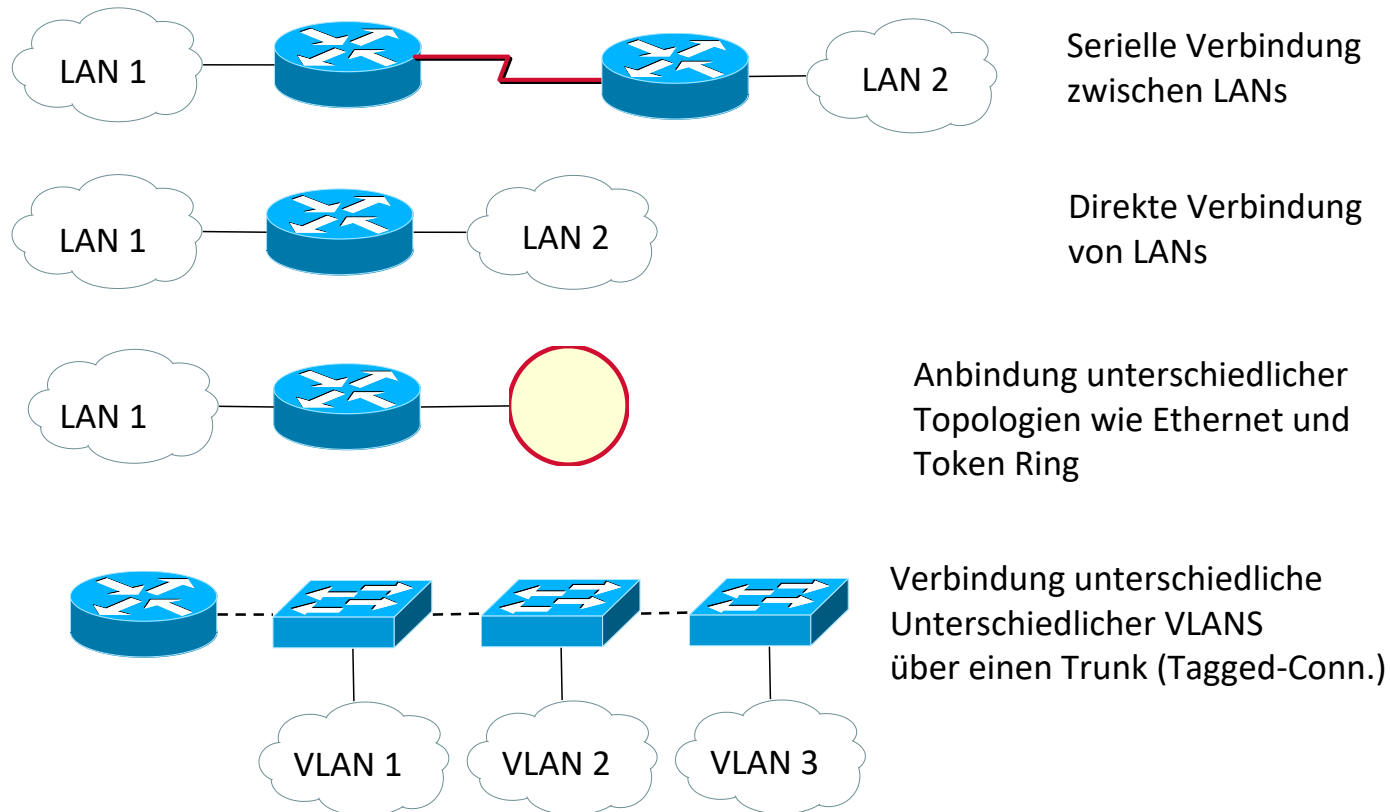 LAN 1
LAN 2
Serielle Verbindung
zwischen LANs
LAN 1
LAN 2
Direkte Verbindung
von LANs
LAN 1
Anbindung unterschiedlicher
Topologien wie Ethernet und
Token Ring
Verbindung unterschiedliche
Unterschiedlicher VLANS
über einen Trunk (Tagged-Conn.)
VLAN 1
VLAN 2
VLAN 3